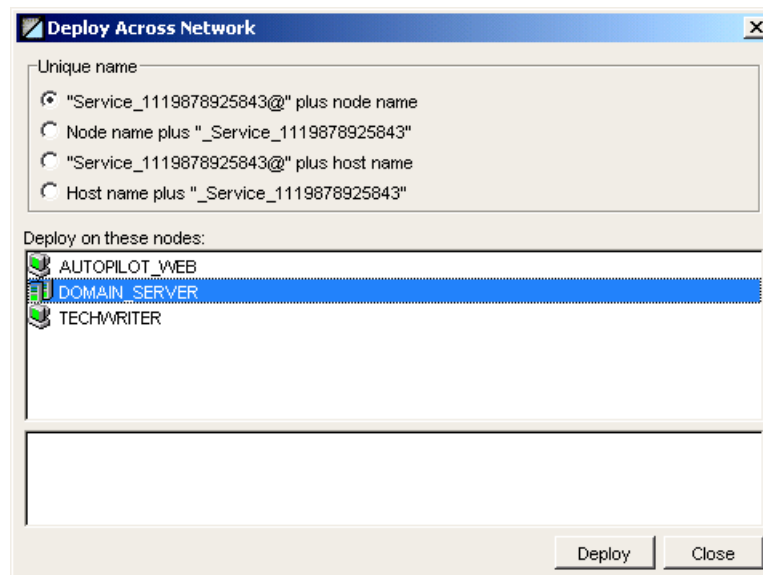 Deploy Across Network
Unique name
"Service_1119878925843@" plus node name
Node name plus "_Service_1119878925843"
"Service_1119878925843@" plus host name
Host name plus "_Service_1119878925843"
Deploy on these nodes:
AUTOPILOT_WEB
DOMAIN_SERVER
TECHWRITER
Deploy Close